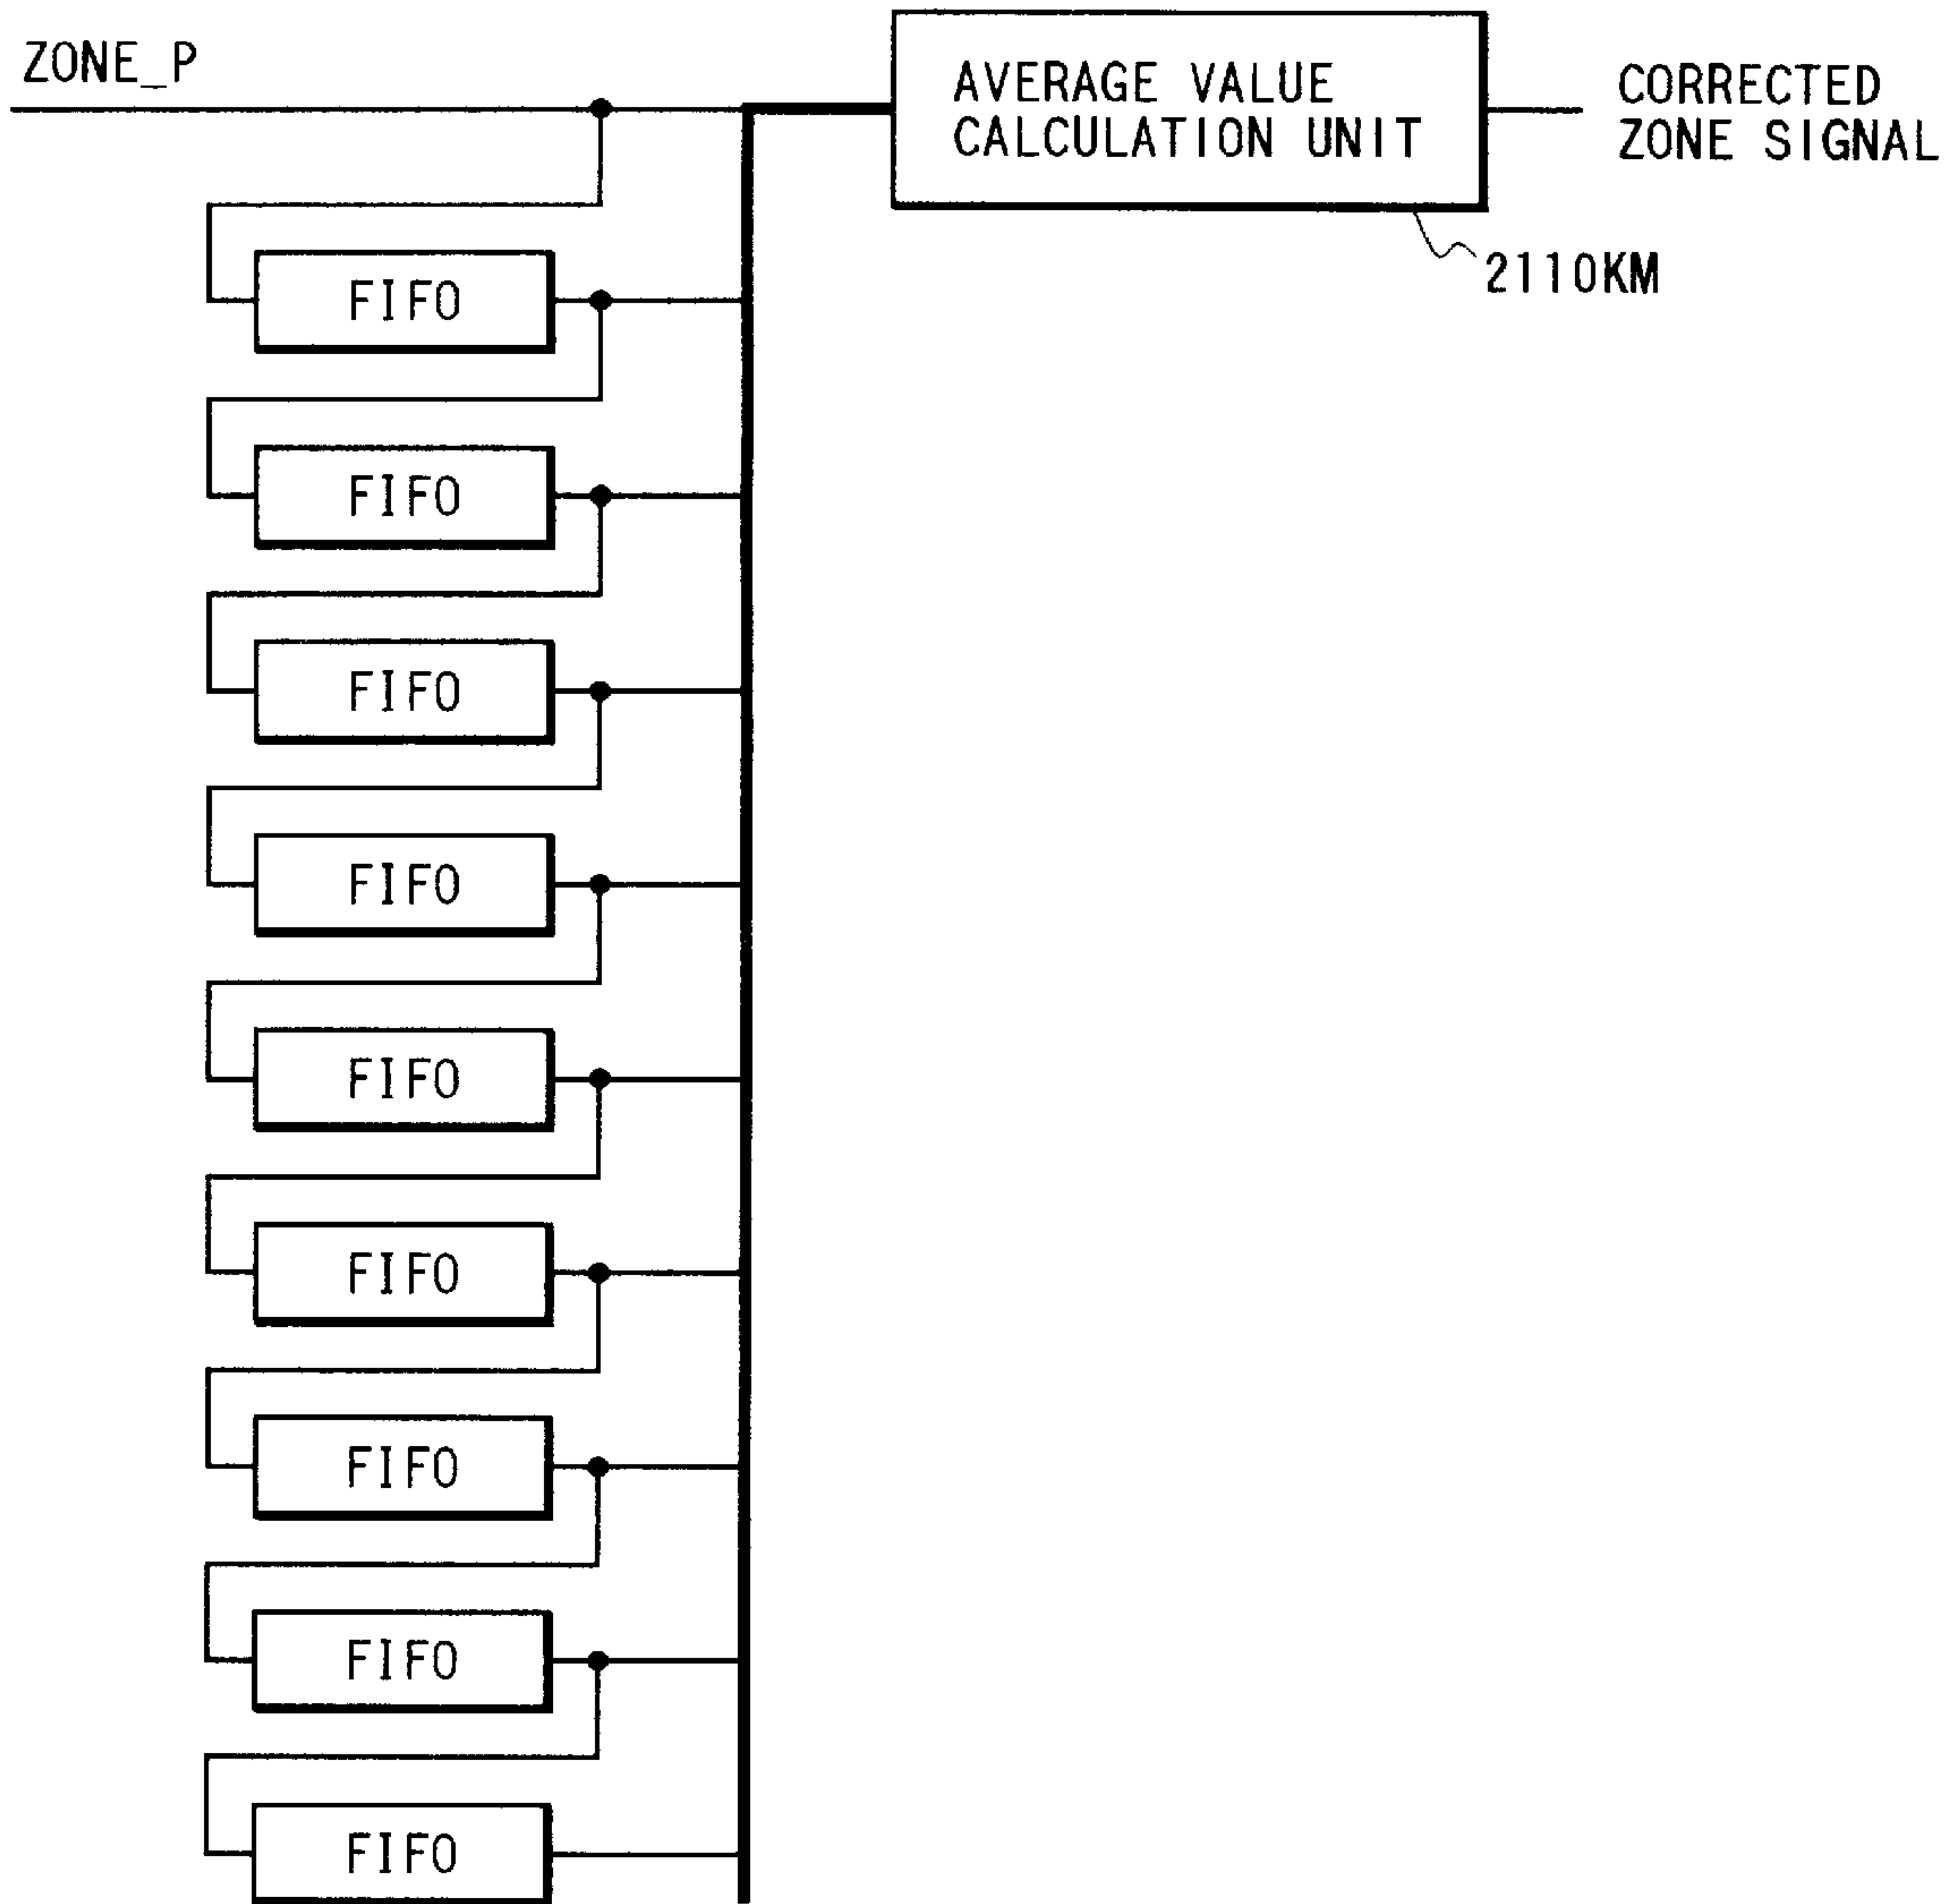 ZONE_P
AVERAGE VALUE
CALCULATION UNIT
CORRECTED
ZONE SIGNAL
2110KM
FIFO
FIFO
FIFO
FIFO
FIFO
FIFO
FIFO
FIFO
FIFO